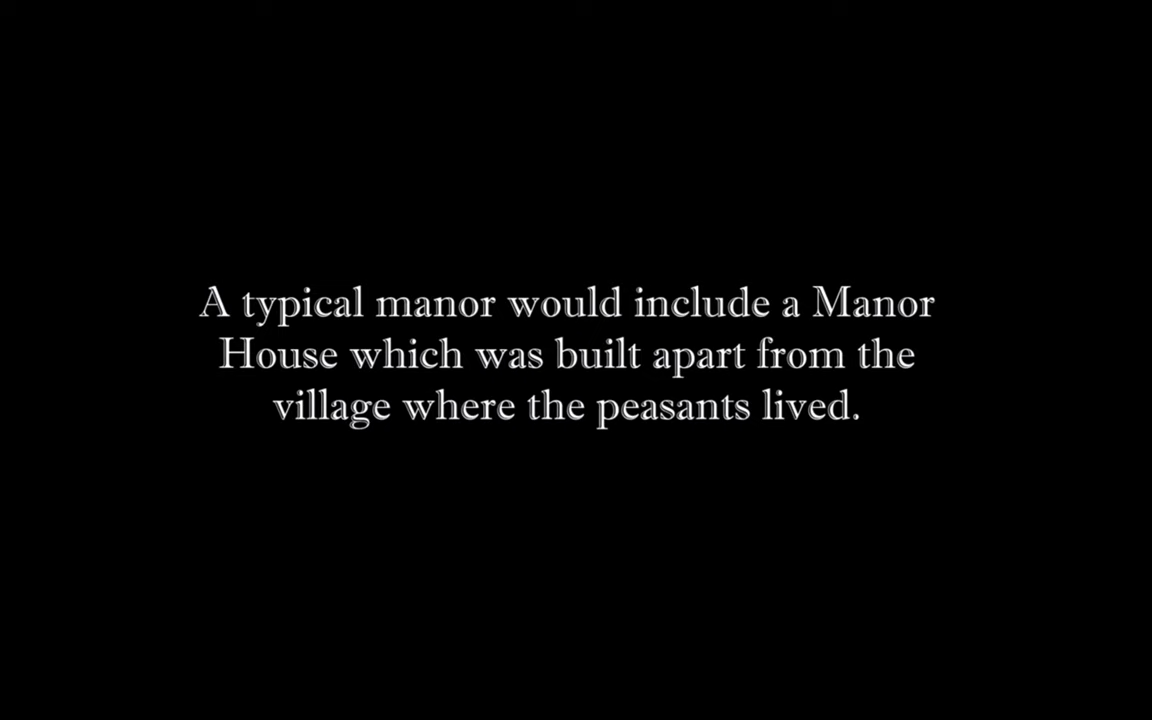 A typical manor would include a Manor
House which was built apart from the
village where the peasants lived.